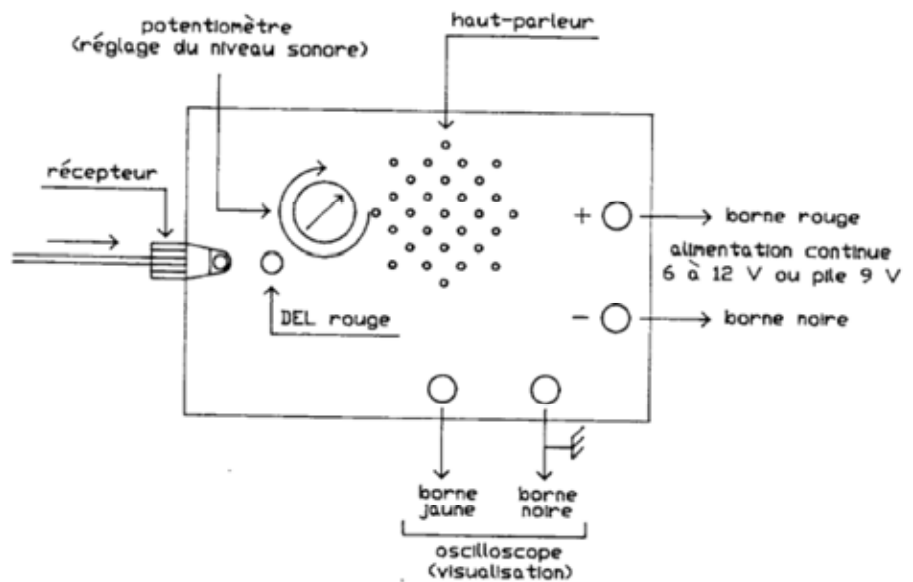 haut-parleur
potentiomètre
(réglage du niveau sonore)
récepteur
+
borne rouge
alimentation continue
6 à 12 V ou pile 9 V
DEL rouge
-
borne noire
borne
jaune
borne
noire
oscilloscope
(visualisation)